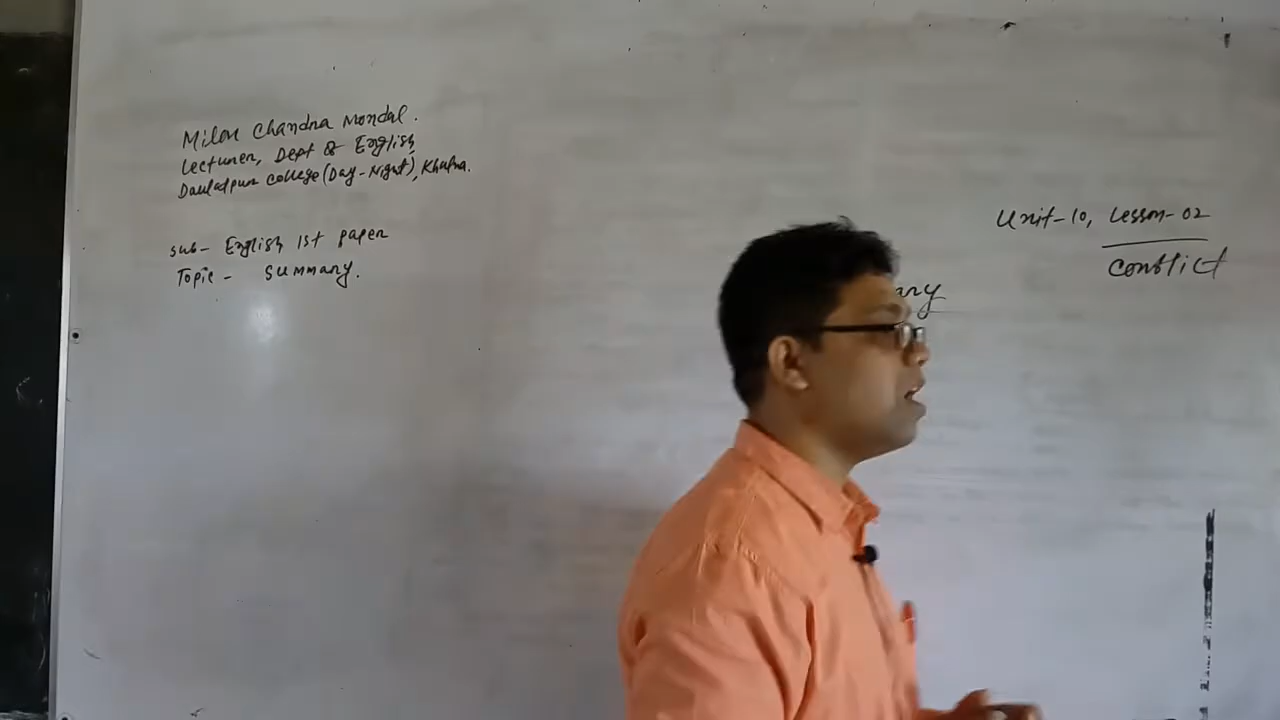 Milon Chandra Mondal.
Lecturer, Dept of English,
Daulatpur College (Day-Night), Khulna.
Sub- English 1st paper
Topic - Summary.
Unit-10, Lesson-02
Conflict
ary